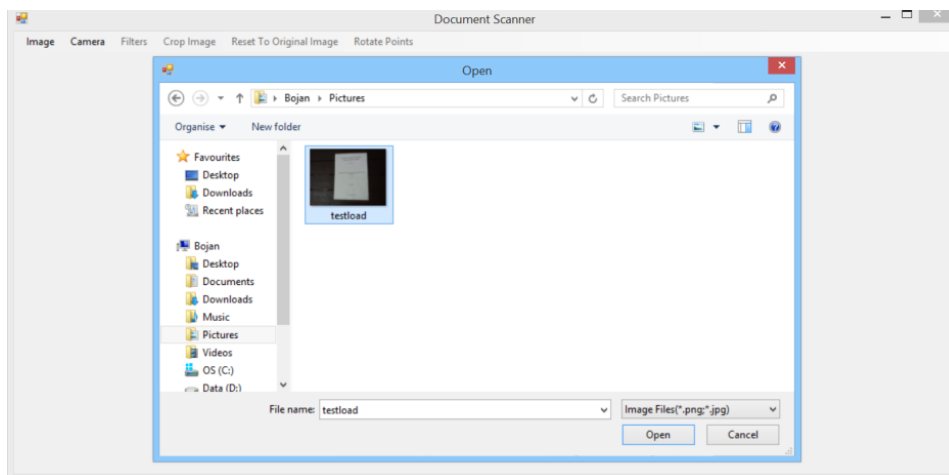 Document Scanner
Image Camera Filters Crop Image Reset To Original Image Rotate Points
Open
Bojan Pictures
Search Pictures
Organise New folder
Favourites
Desktop
Downloads
Recent places
Bojan
Desktop
Documents
Downloads
Music
Pictures
Videos
OS (C:)
Data (D:)
testload
File name: testload
Image Files(*.png;*.jpg)
Open Cancel